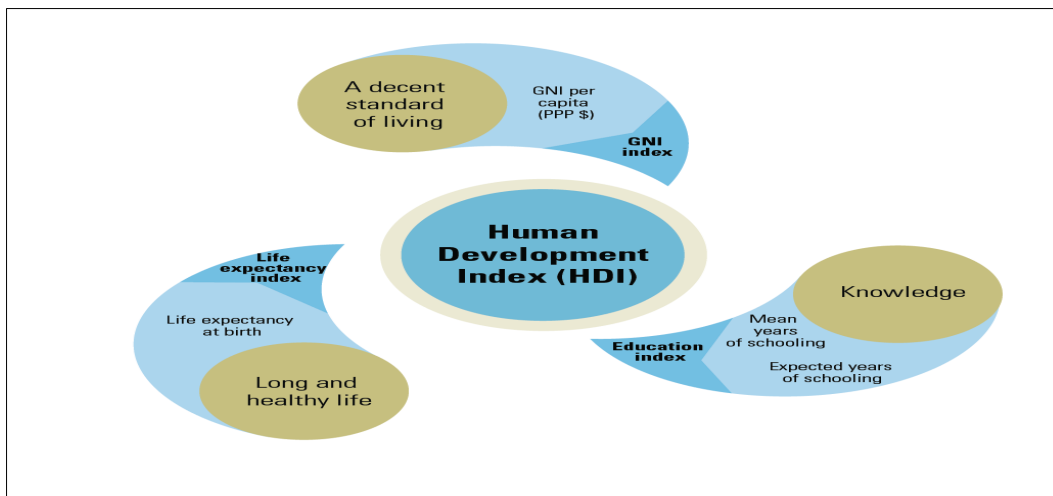 A decent
standard
of living
GNI per
capita
(PPP $)
GNI
index
Human
Development
Index (HDI)
Life
expectancy
index
Life expectancy
at birth
Long and
healthy life
Knowledge
Mean
years
of schooling
Expected years
of schooling
Education
index